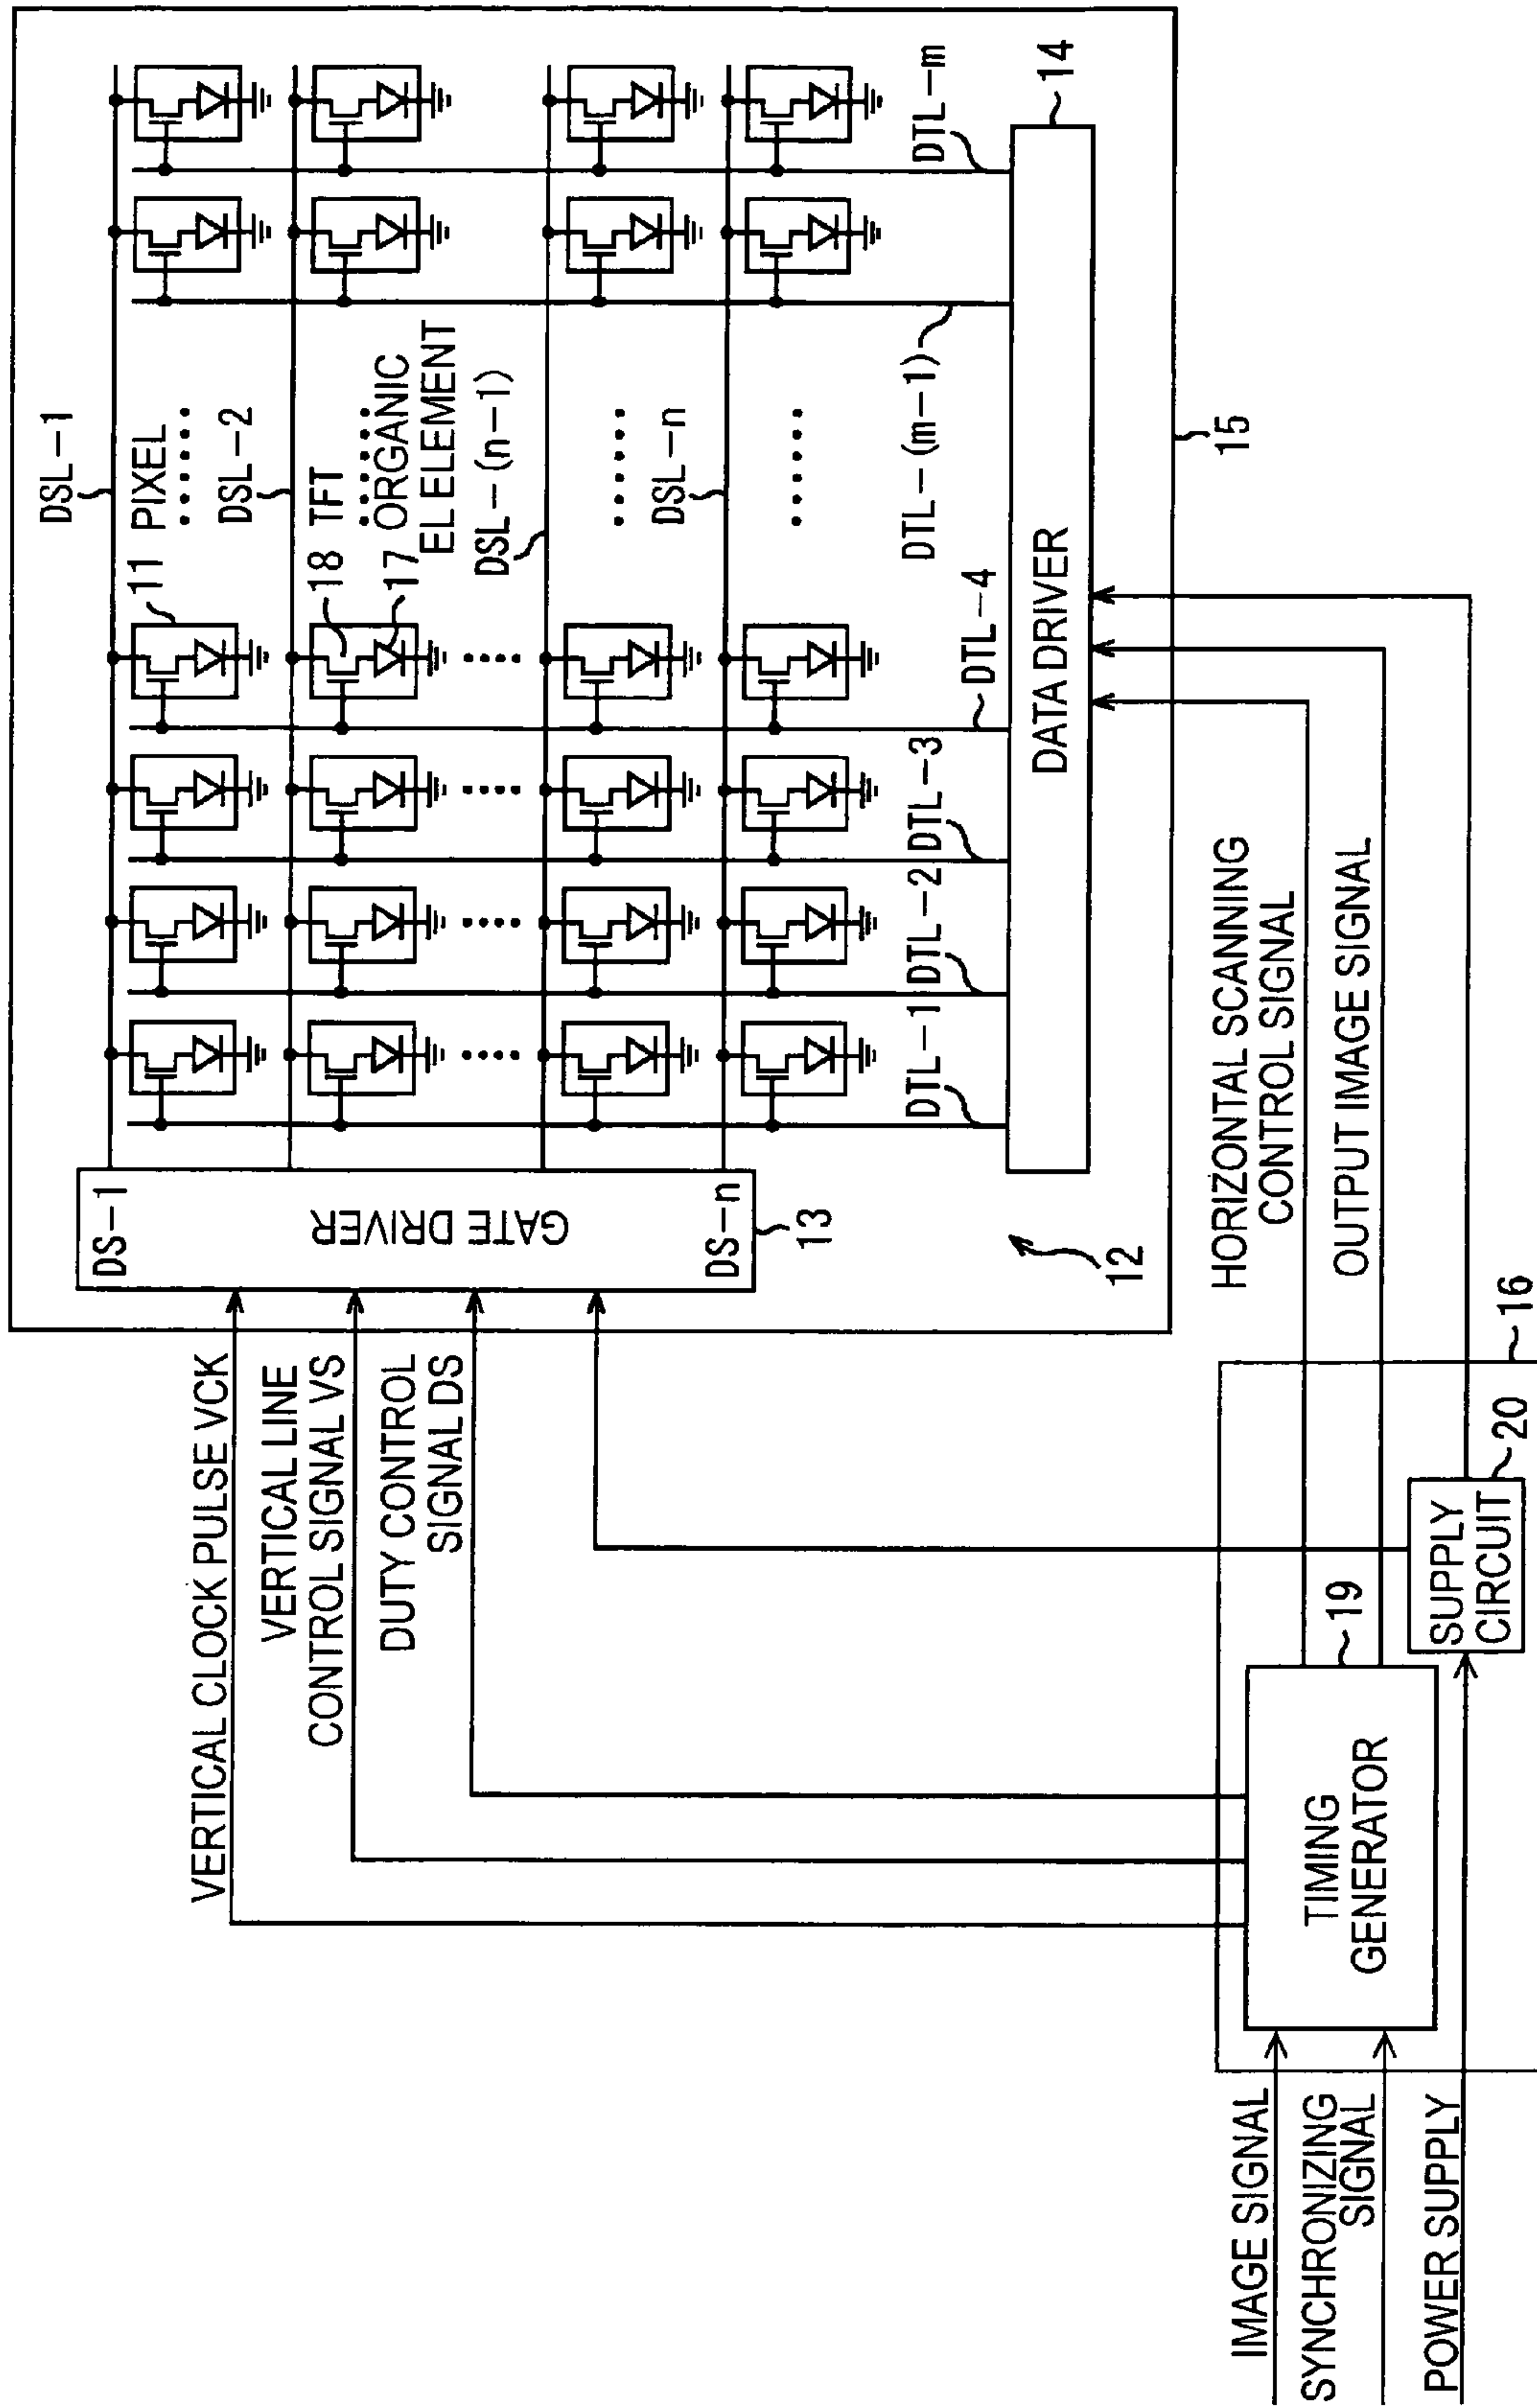 DSL-1
11 PIXEL
DSL-2
18 TFT
17 ORGANIC
EL ELEMENT
DSL-(n-1)
DSL-n
DTL-1
DTL-2
DTL-3
DTL-4
DTL-(m-1)
DTL-m
DS-1
GATE DRIVER
DS-n
13
12
DATA DRIVER
14
15
VERTICAL CLOCK PULSE VCK
VERTICAL LINE
CONTROL SIGNAL VS
DUTY CONTROL
SIGNAL DS
HORIZONTAL SCANNING
CONTROL SIGNAL
OUTPUT IMAGE SIGNAL
16
20
SUPPLY
CIRCUIT
19
TIMING
GENERATOR
IMAGE SIGNAL
SYNCHRONIZING
SIGNAL
POWER SUPPLY